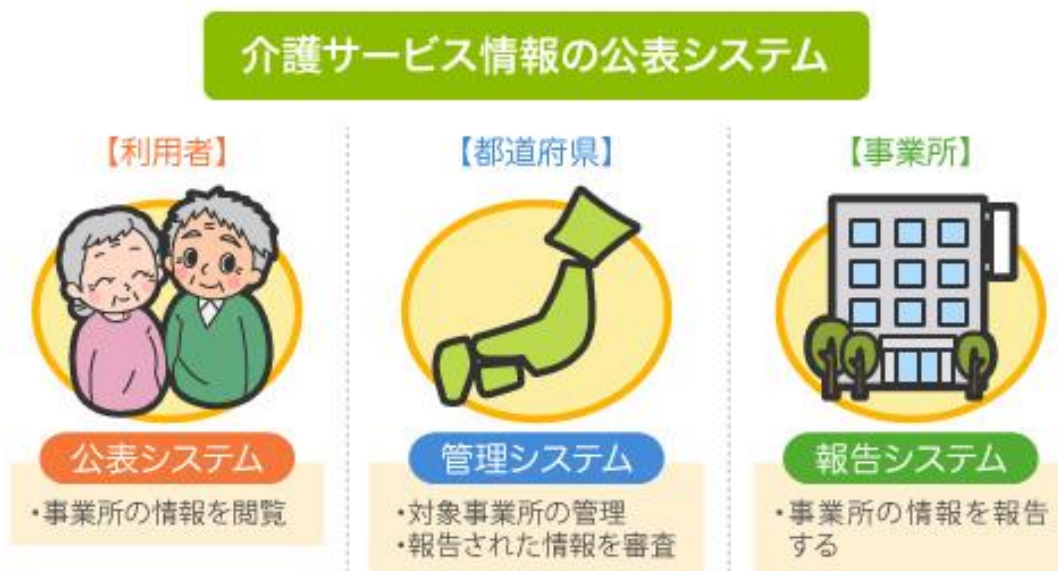 介護サービス情報の公表システム
【利用者】
公表システム
・事業所の情報を閲覧
【都道府県】
管理システム
・対象事業所の管理
・報告された情報を審査
【事業所】
報告システム
・事業所の情報を報告
する